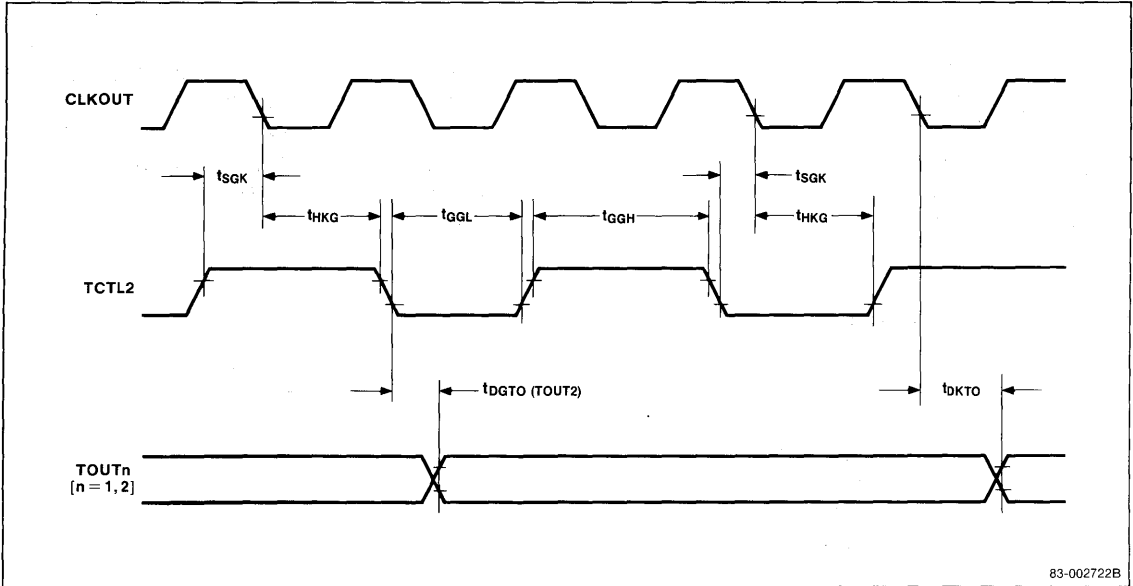 CLKOUT
tSGK
tSGK
tHKG
tGGL
tGGH
tHKG
TCTL2
tDGTO (TOUT2)
tDKTO
TOUTn
[n = 1, 2]
83-002722B